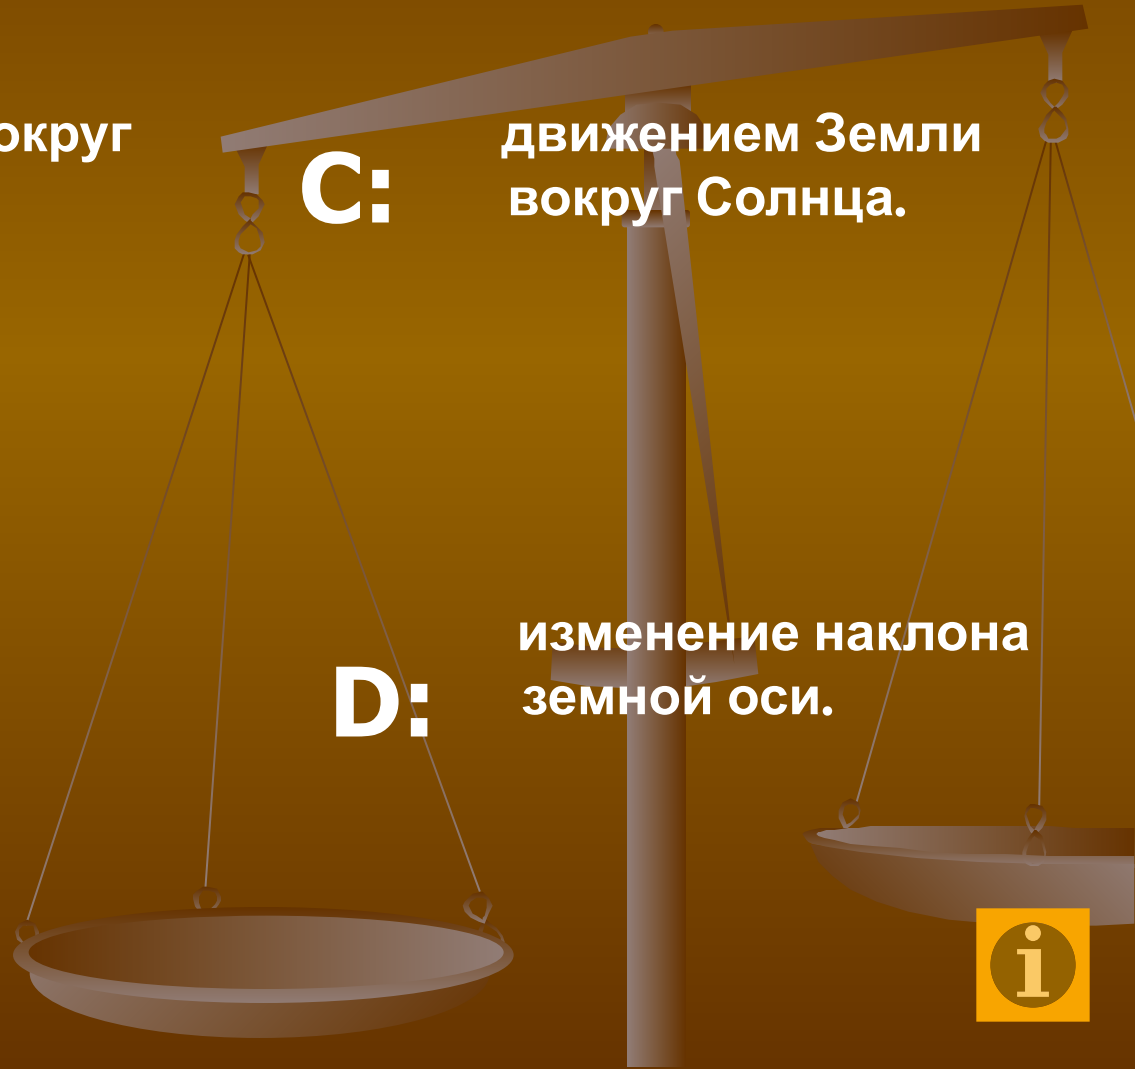 округ
C:
движением Земли
вокруг Солнца.
D:
изменение наклона
земной оси.
i